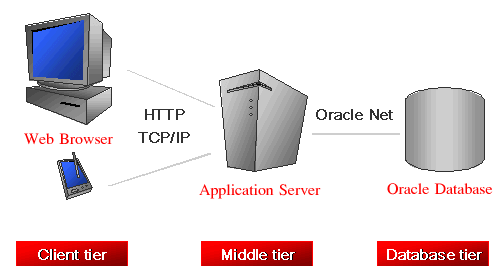 HTTP
TCP/IP
Oracle Net
Web Browser
Application Server
Oracle Database
Client tier
Middle tier
Database tier